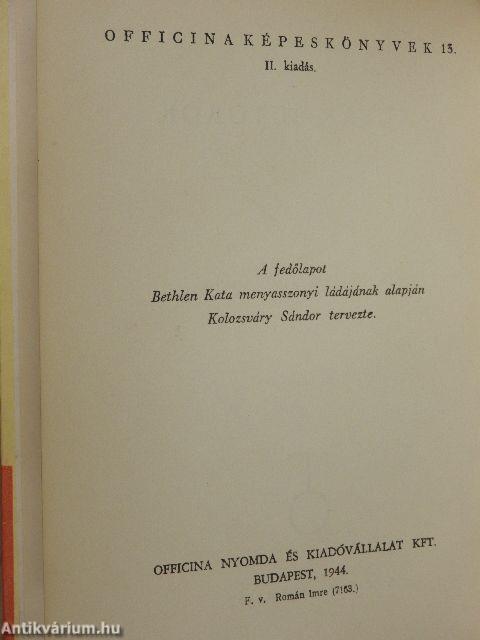 OFFICINA KÉPESKÖNYVEK 13.
II. kiadás.
A fedőlapot
Bethlen Kata menyasszonyi ládájának alapján
Kolozsváry Sándor tervezte.
OFFICINA NYOMDA ÉS KIADÓVÁLLALAT KFT.
BUDAPEST, 1944.
F. v. Román Imre (7163.)
Antikvárium.hu